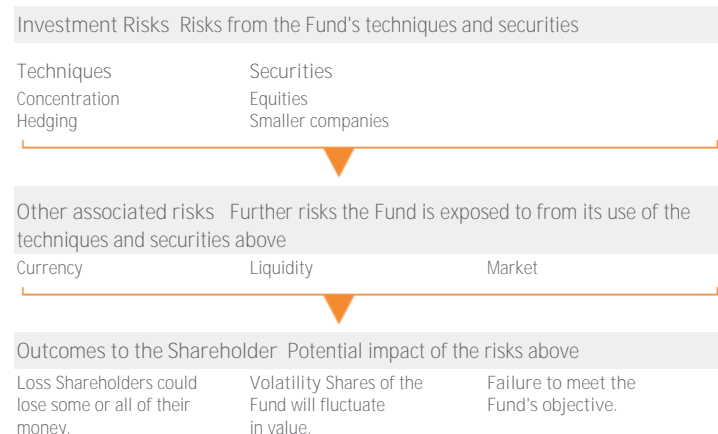 Investment Risks Risks from the Fund's techniques and securities
Techniques Securities
Concentration Equities
Hedging Smaller companies
Other associated risks Further risks the Fund is exposed to from its use of the
techniques and securities above
Currency Liquidity Market
Outcomes to the Shareholder Potential impact of the risks above
Loss Shareholders could
lose some or all of their
money.
Volatility Shares of the
Fund will fluctuate
in value.
Failure to meet the
Fund's objective.